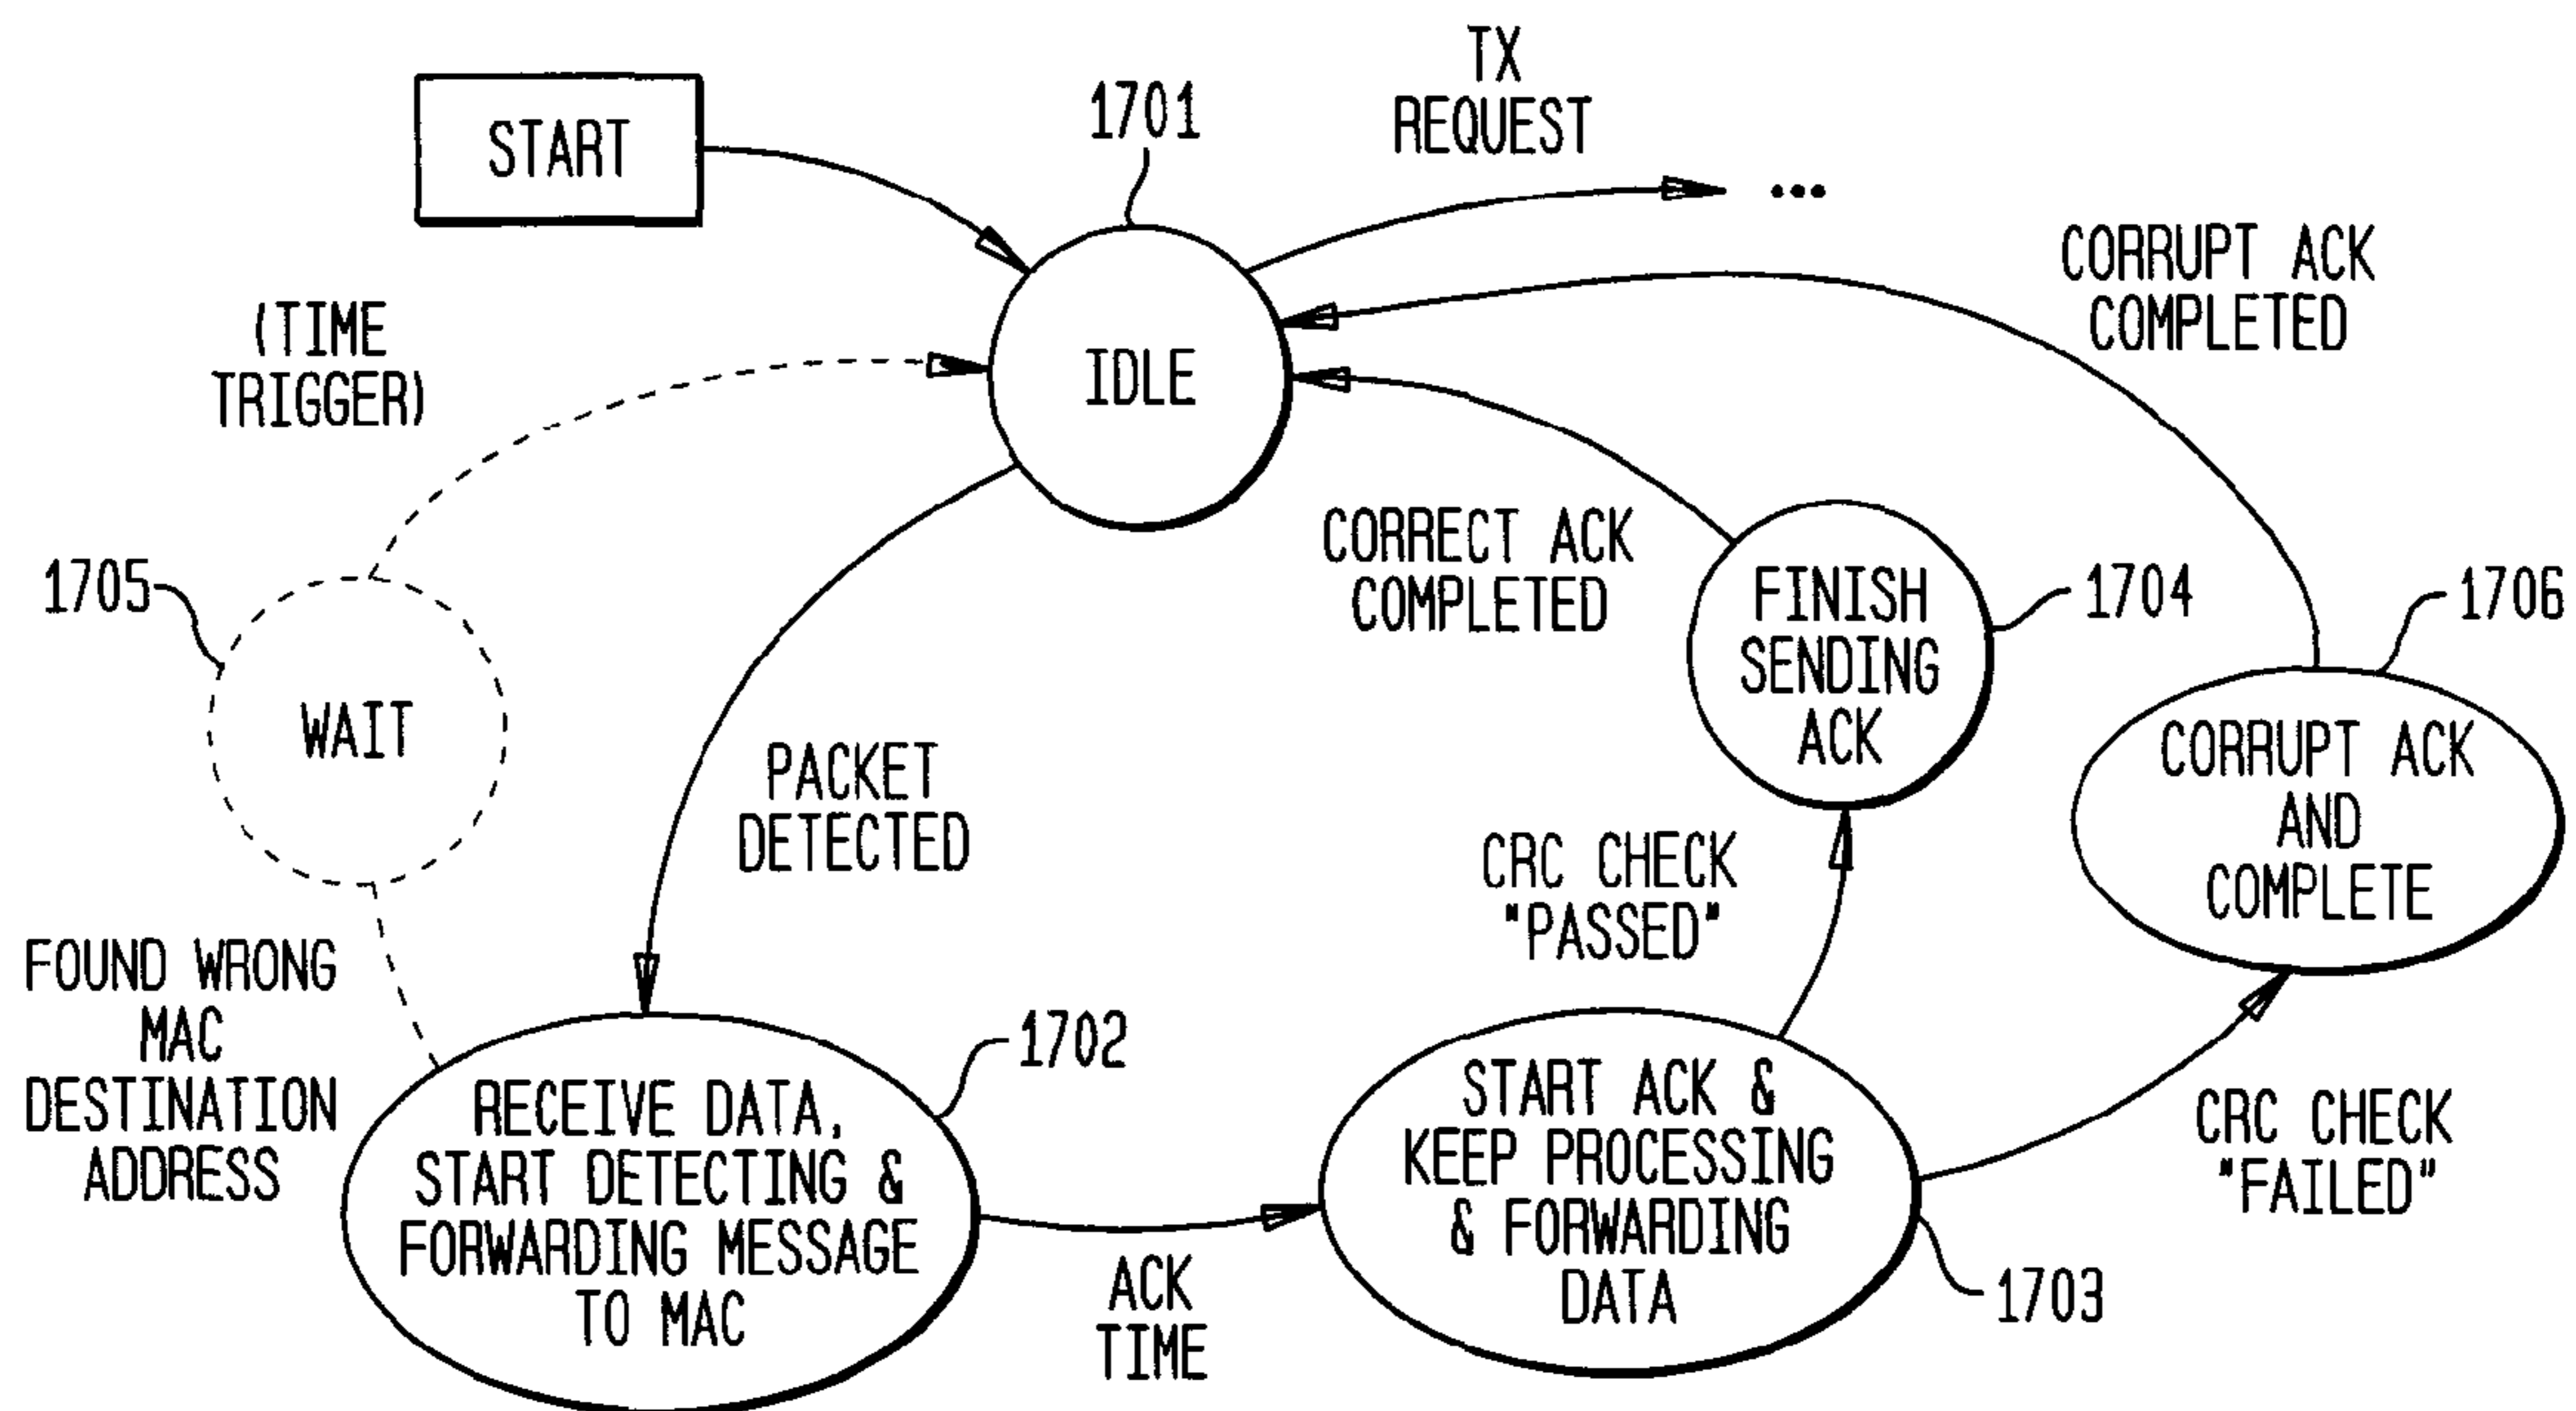 START
1701
TX
REQUEST
...
CORRUPT ACK
COMPLETED
(TIME
TRIGGER)
IDLE
CORRECT ACK
COMPLETED
1705
WAIT
FINISH
SENDING
ACK
1704
1706
CORRUPT ACK
AND
COMPLETE
PACKET
DETECTED
CRC CHECK
"PASSED"
FOUND WRONG
MAC
DESTINATION
ADDRESS
1702
RECEIVE DATA,
START DETECTING &
FORWARDING MESSAGE
TO MAC
ACK
TIME
START ACK &
KEEP PROCESSING
& FORWARDING
DATA
1703
CRC CHECK
"FAILED"